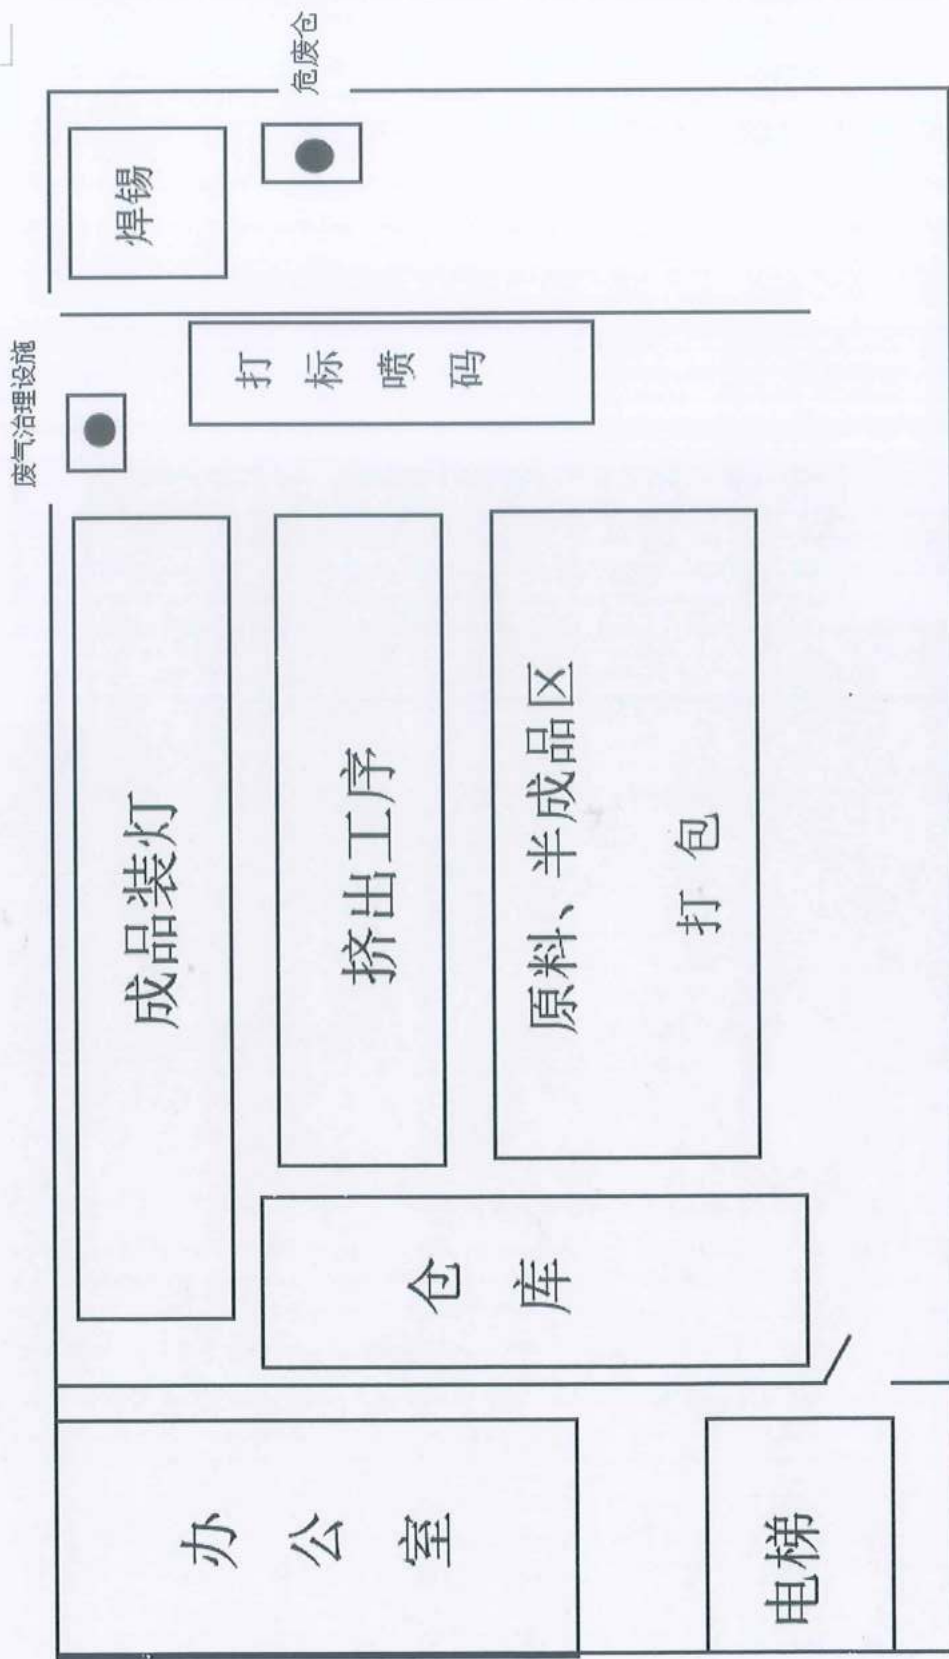 废气治理设施
危废仓
成品装灯
焊锡
办公室
仓库
挤出工序
打标喷码
原料、半成品区
打包
电梯